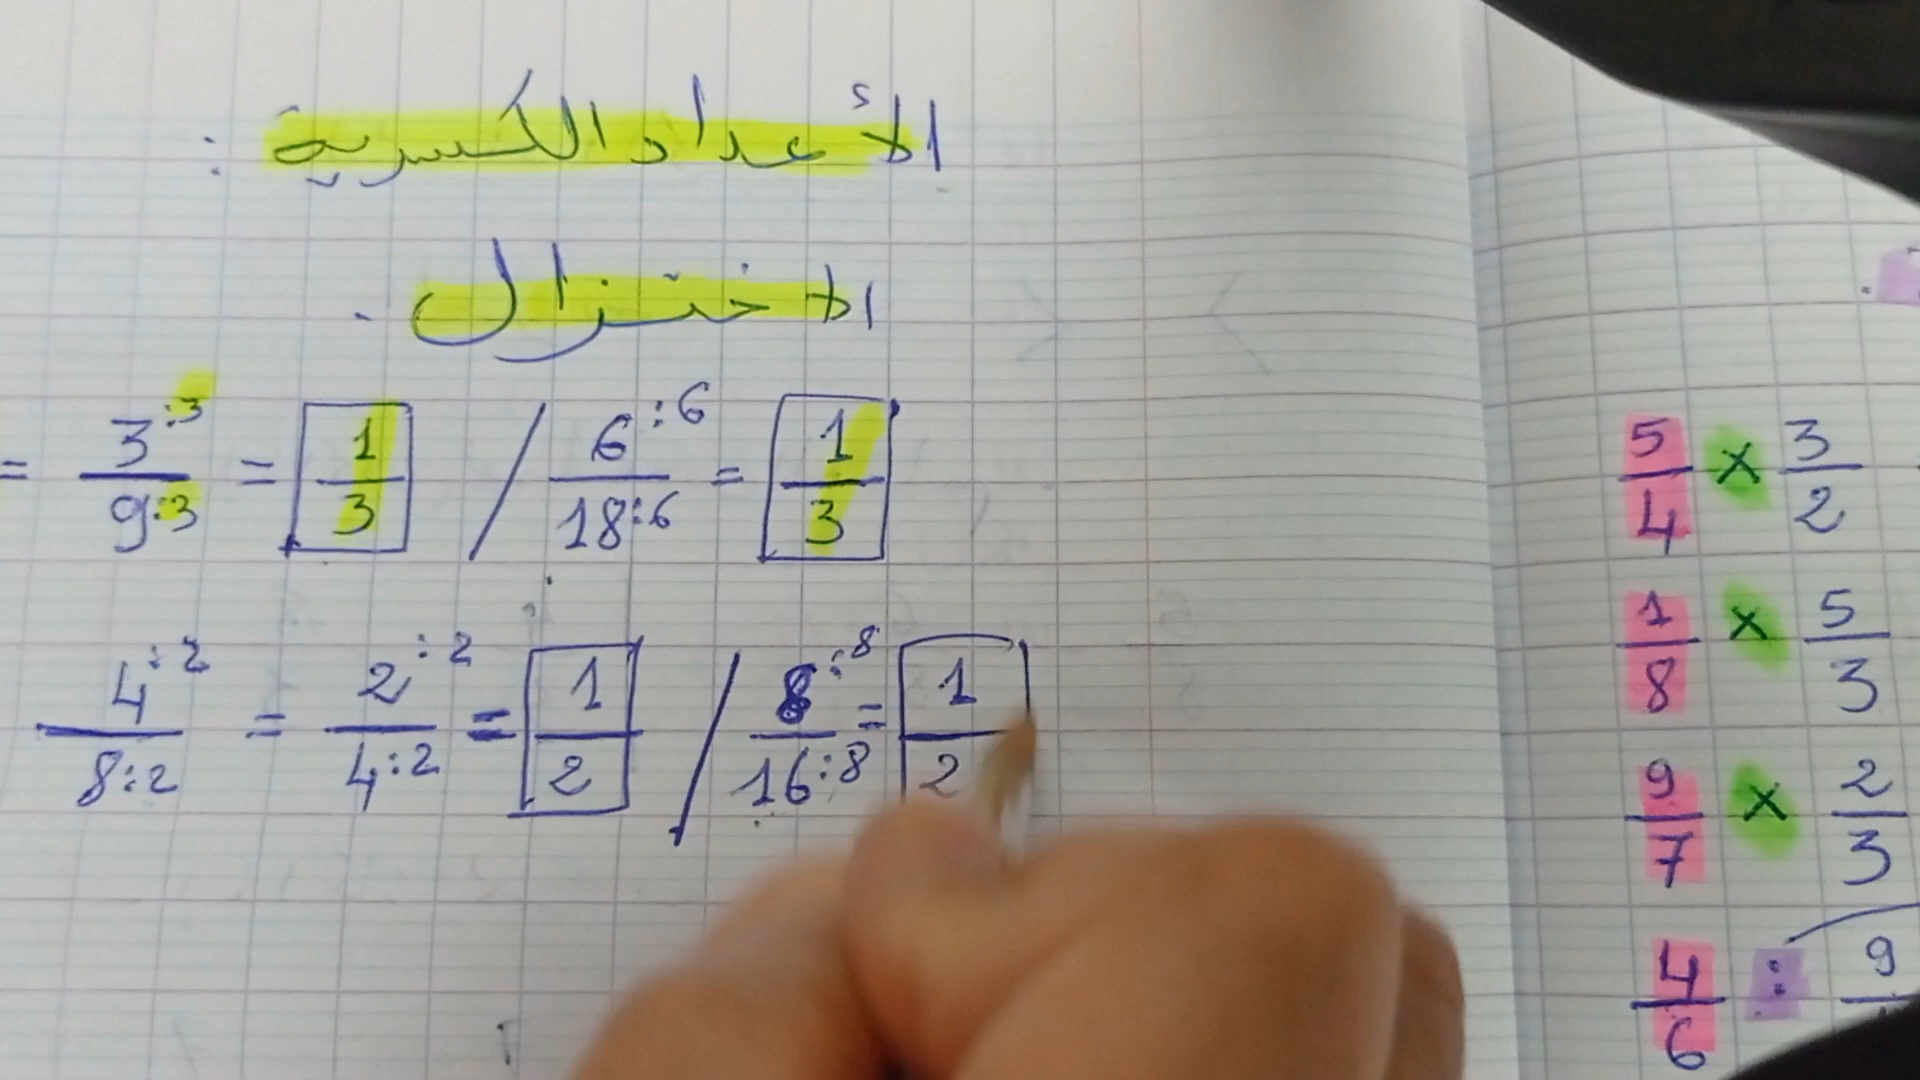 الأعداد الكسرية :
الاختزال .
= 3:3/9:3 = 1/3 / 6:6/18:6 = 1/3
4:2/8:2 = 2:2/4:2 = 1/2 / 8:8/16:8 = 1/2
5/4 × 3/2
1/8 × 5/3
9/7 × 2/3
4/6 : 9